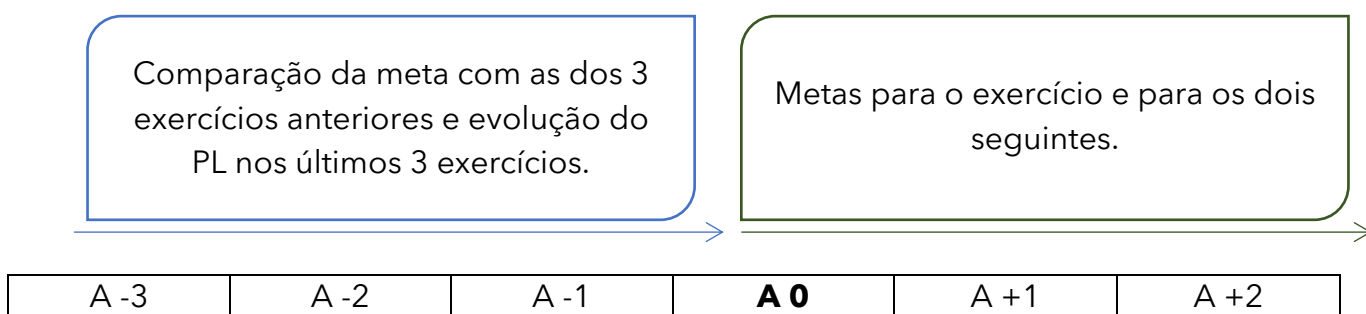 Comparação da meta com as dos 3
exercícios anteriores e evolução do
PL nos últimos 3 exercícios.
Metas para o exercício e para os dois
seguintes.
A -3 A -2 A -1 A 0 A +1 A +2